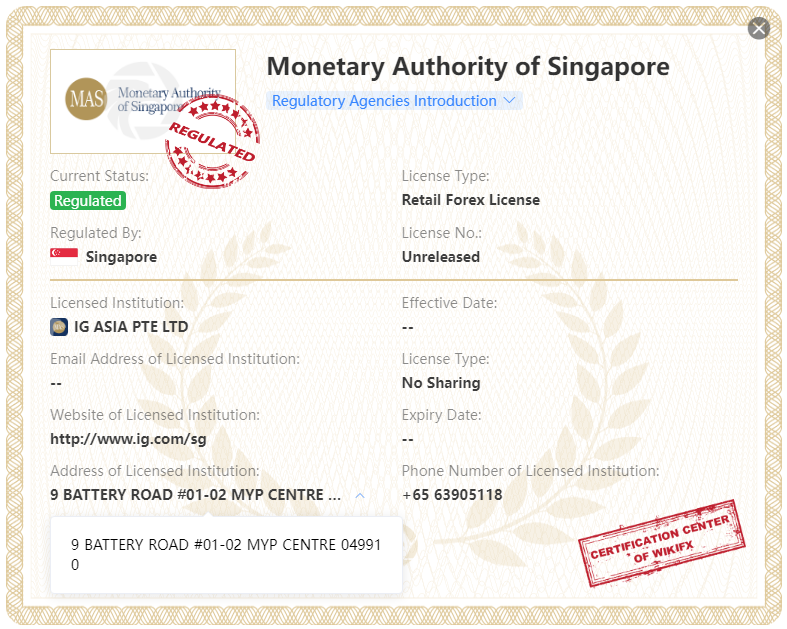 Monetary Authority of Singapore
MAS
Monetary Authority
of Singapore
REGULATED
Regulatory Agencies Introduction
Current Status:
Regulated
License Type:
Retail Forex License
Regulated By:
Singapore
License No.:
Unreleased
Licensed Institution:
IG ASIA PTE LTD
Effective Date:
--
Email Address of Licensed Institution:
--
License Type:
No Sharing
Website of Licensed Institution:
http://www.ig.com/sg
Expiry Date:
--
Address of Licensed Institution:
9 BATTERY ROAD #01-02 MYP CENTRE ...
Phone Number of Licensed Institution:
+65 63905118
9 BATTERY ROAD #01-02 MYP CENTRE 04991
0
CERTIFICATION CENTER
OF WIKIFX